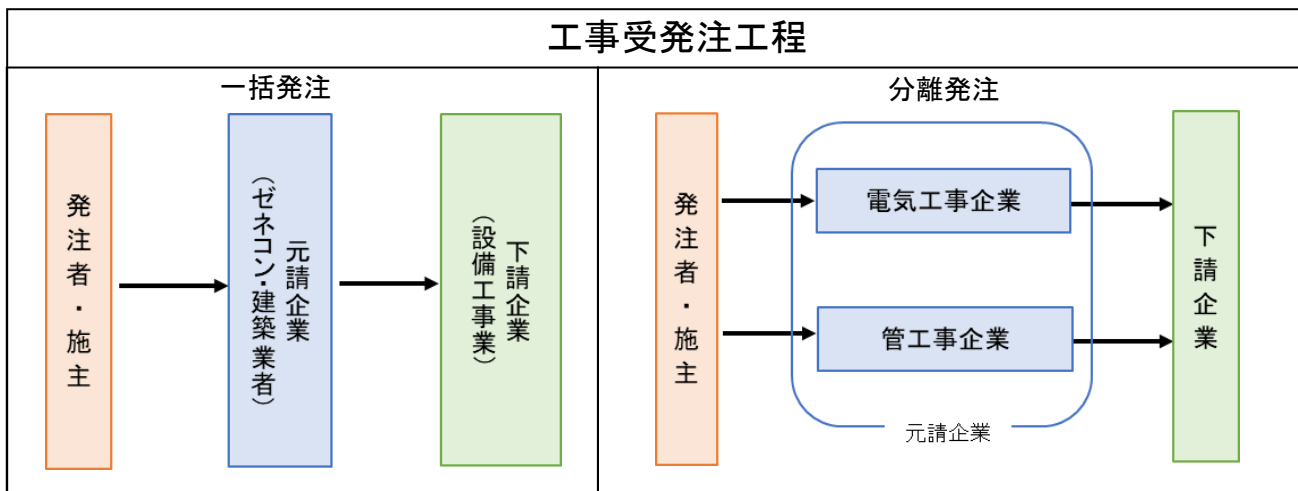 工事受発注工程
一括発注
発注者・施主
元請企業
（ゼネコン・建築業者）
下請企業
（設備工事業）
分離発注
発注者・施主
電気工事企業
管工事企業
元請企業
下請企業